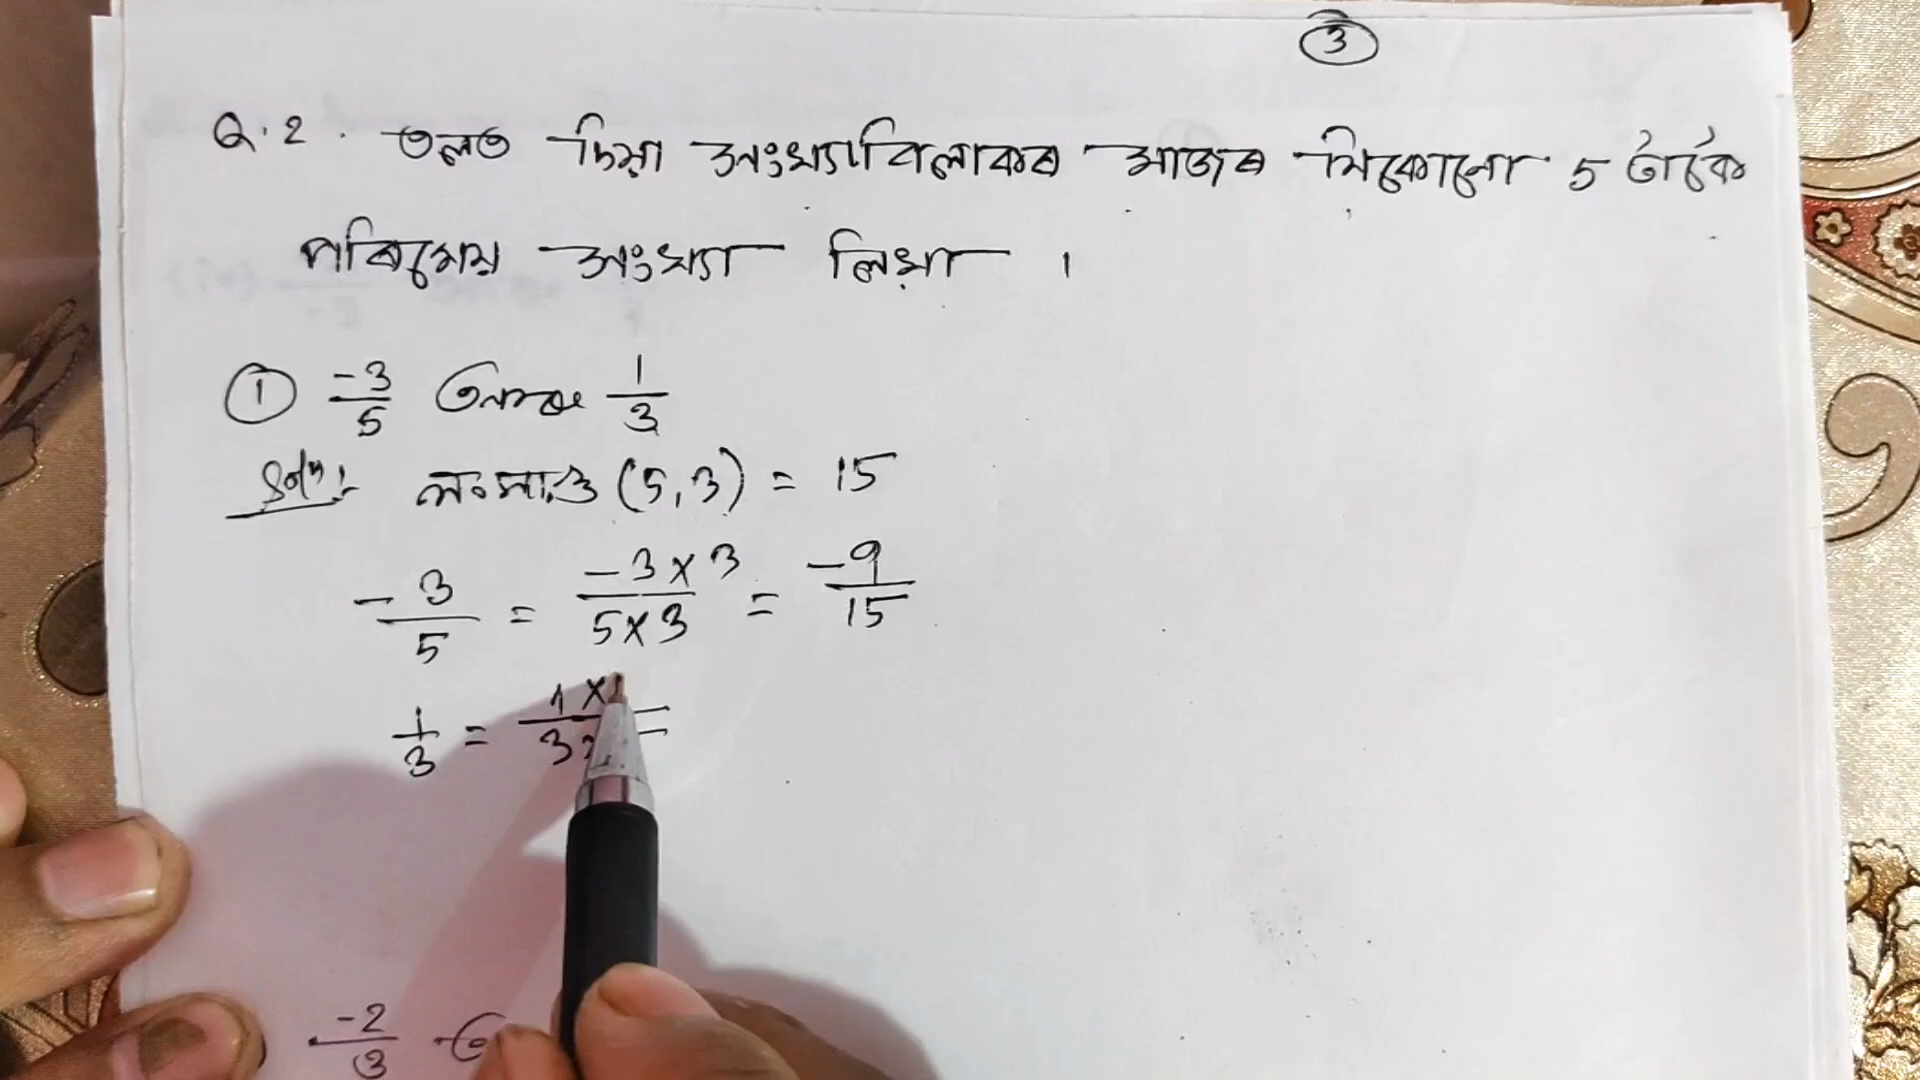 3
Q.2. তলত দিয়া সংখ্যাবিলাকৰ মাজৰ যিকোনো 5 টাকৈ
পৰিমেয় সংখ্যা লিখা ।
① -3/5 আৰু 1/3
Solⁿ:- ল.সা.গু (5,3) = 15
-3/5 = -3×3/5×3 = -9/15
1/3 = 1×/3× =
-2/3